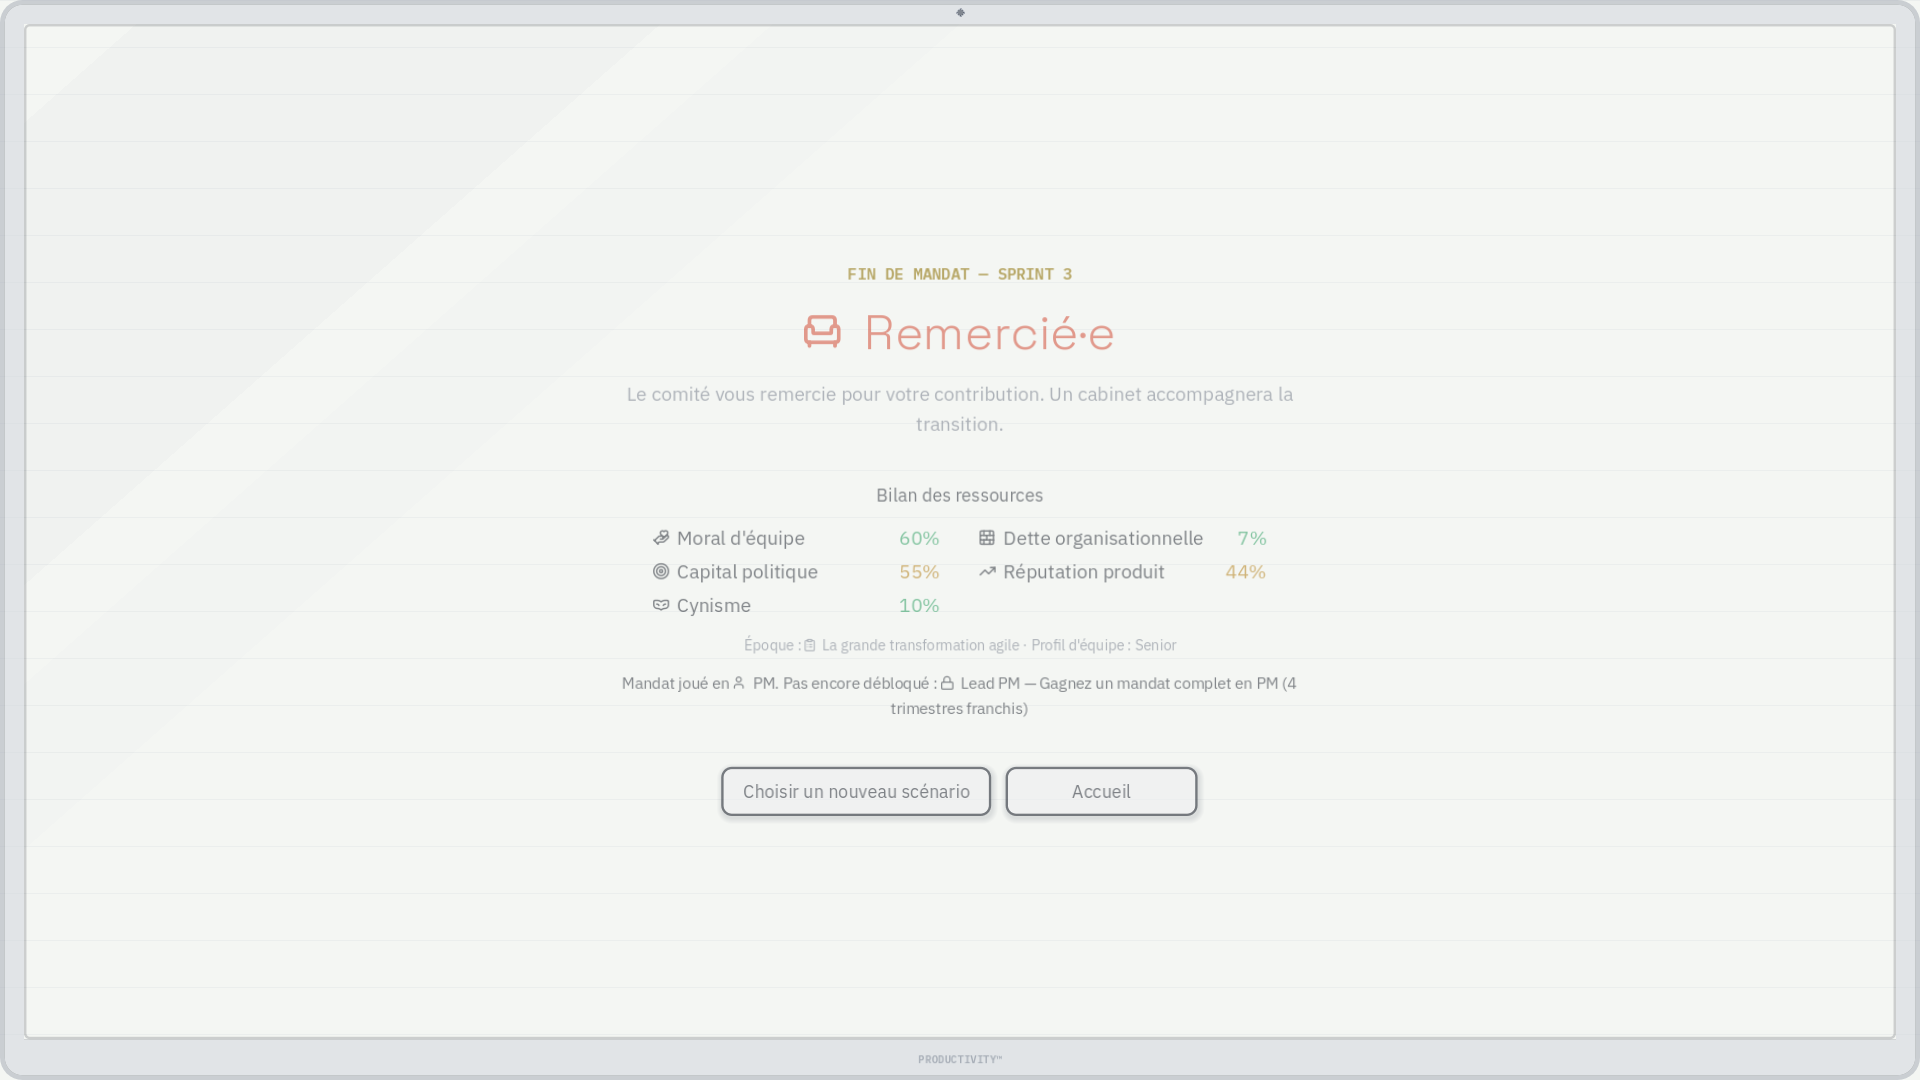 FIN DE MANDAT — SPRINT 3
Remercié·e
Le comité vous remercie pour votre contribution. Un cabinet accompagnera la
transition.
Bilan des ressources
Moral d'équipe 60% Dette organisationnelle 7%
Capital politique 55% Réputation produit 44%
Cynisme 10%
Époque : La grande transformation agile · Profil d'équipe : Senior
Mandat joué en PM. Pas encore débloqué : Lead PM — Gagnez un mandat complet en PM (4
trimestres franchis)
Choisir un nouveau scénario Accueil
PRODUCTIVITY™